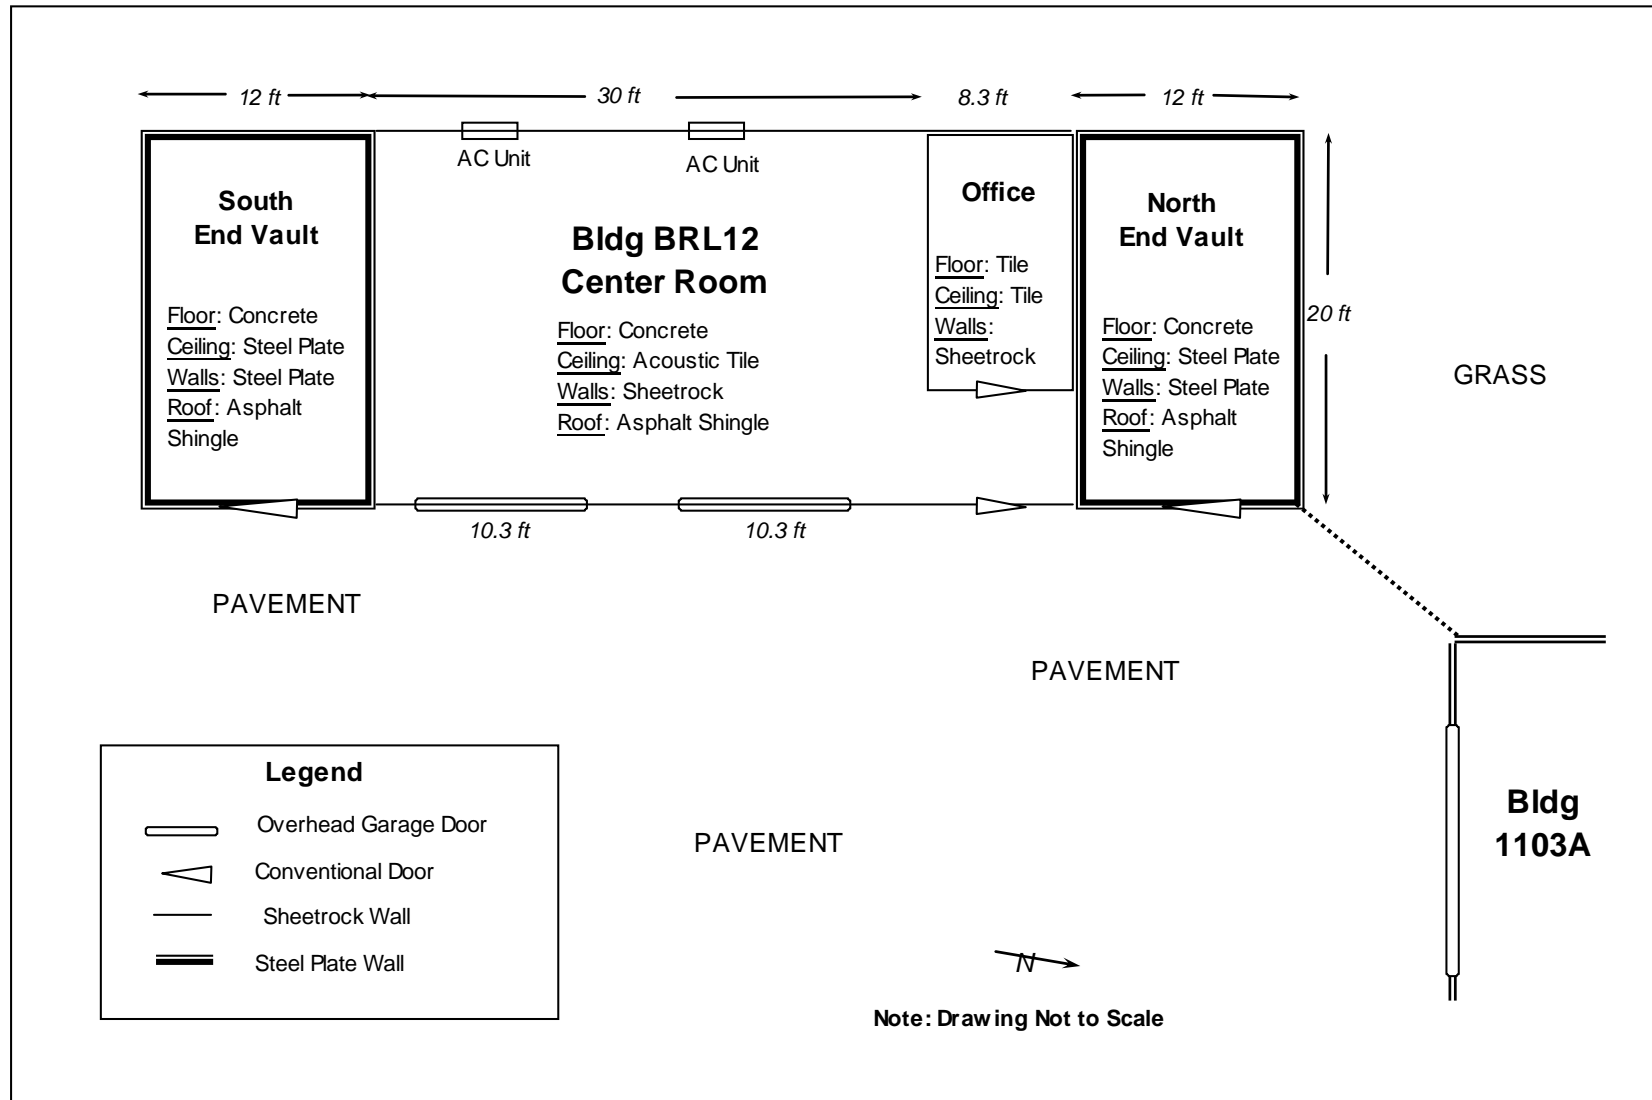 12 ft
30 ft
8.3 ft
12 ft
AC Unit
AC Unit
South
End Vault
Floor: Concrete
Ceiling: Steel Plate
Walls: Steel Plate
Roof: Asphalt
Shingle
Bldg BRL12
Center Room
Floor: Concrete
Ceiling: Acoustic Tile
Walls: Sheetrock
Roof: Asphalt Shingle
Office
Floor: Tile
Ceiling: Tile
Walls:
Sheetrock
North
End Vault
Floor: Concrete
Ceiling: Steel Plate
Walls: Steel Plate
Roof: Asphalt
Shingle
20 ft
GRASS
10.3 ft
10.3 ft
PAVEMENT
PAVEMENT
PAVEMENT
Legend
Overhead Garage Door
Conventional Door
Sheetrock Wall
Steel Plate Wall
Bldg
1103A
N
Note: Drawing Not to Scale